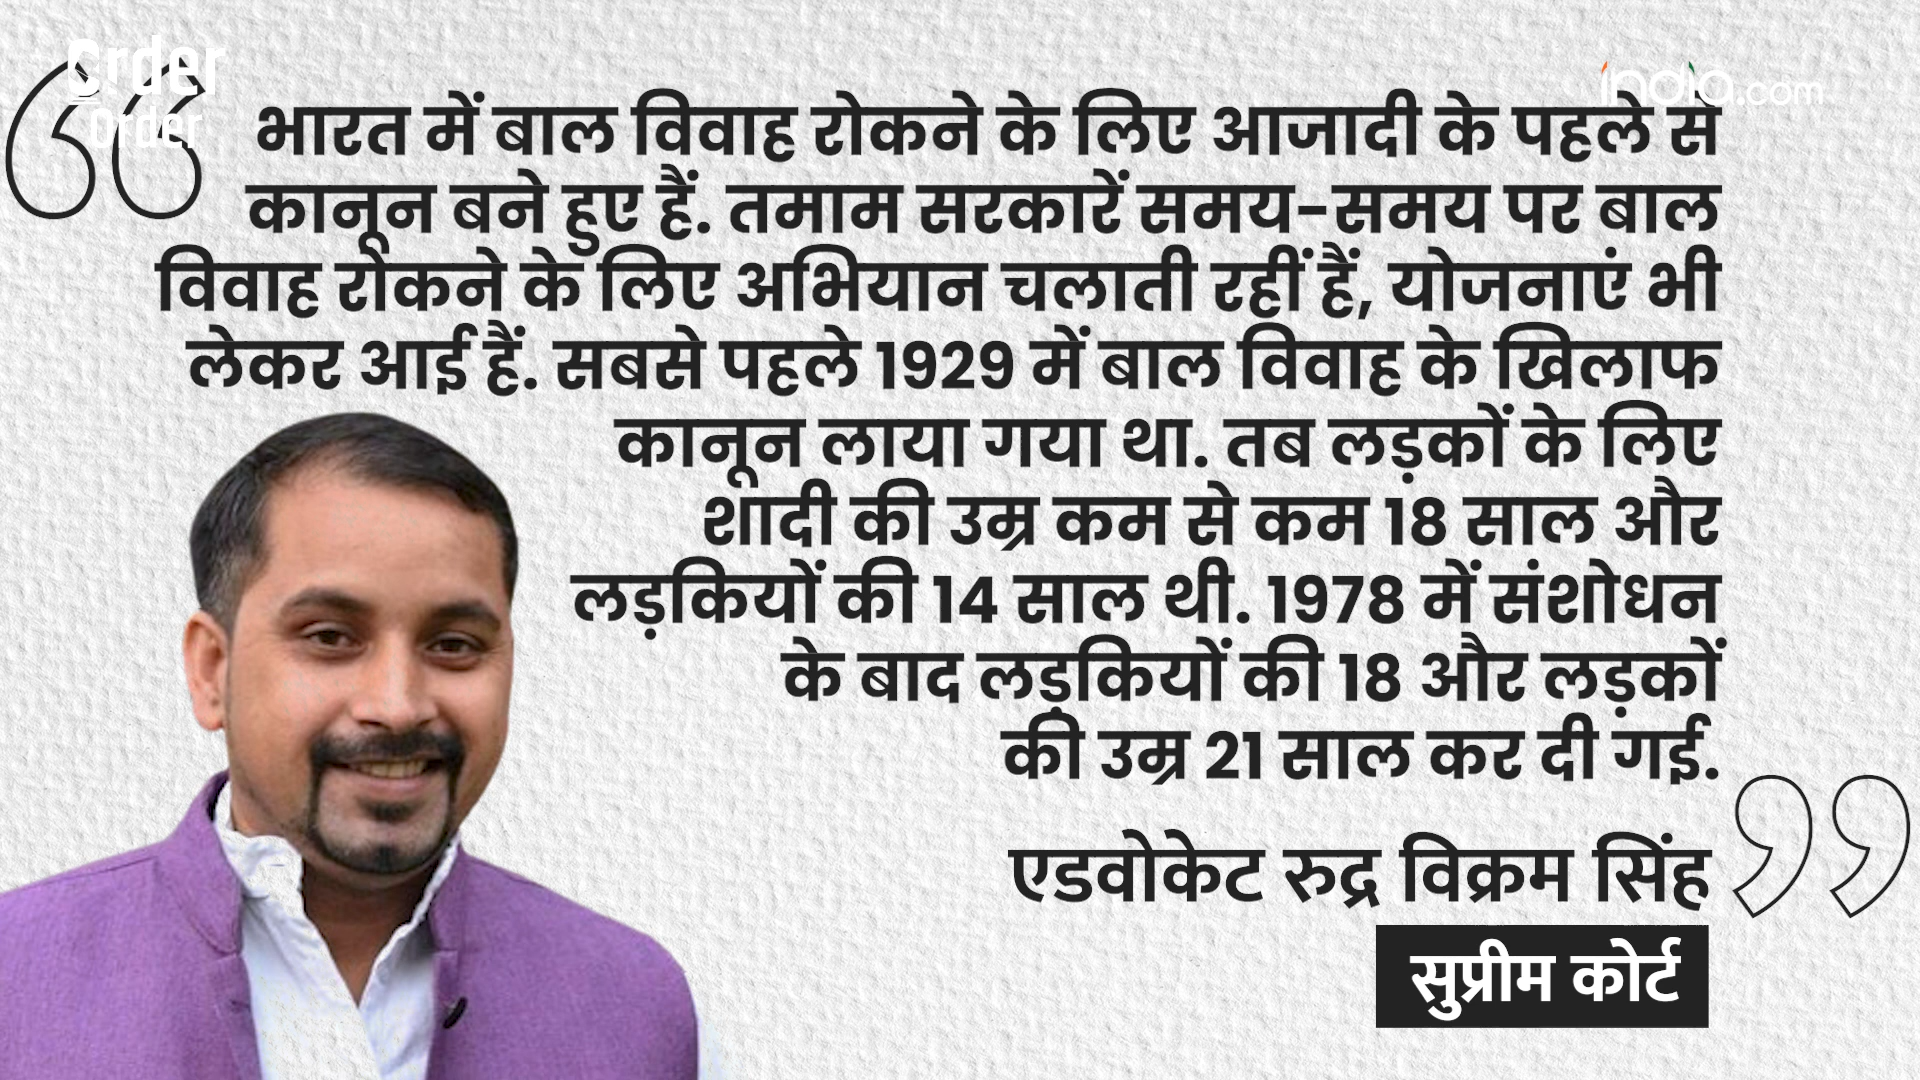 Order
Order
india.com
भारत में बाल विवाह रोकने के लिए आजादी के पहले से
कानून बने हुए हैं. तमाम सरकारें समय-समय पर बाल
विवाह रोकने के लिए अभियान चलाती रहीं हैं, योजनाएं भी
लेकर आई हैं. सबसे पहले 1929 में बाल विवाह के खिलाफ
कानून लाया गया था. तब लड़कों के लिए
शादी की उम्र कम से कम 18 साल और
लड़कियों की 14 साल थी. 1978 में संशोधन
के बाद लड़कियों की 18 और लड़कों
की उम्र 21 साल कर दी गई.
एडवोकेट रुद्र विक्रम सिंह
सुप्रीम कोर्ट